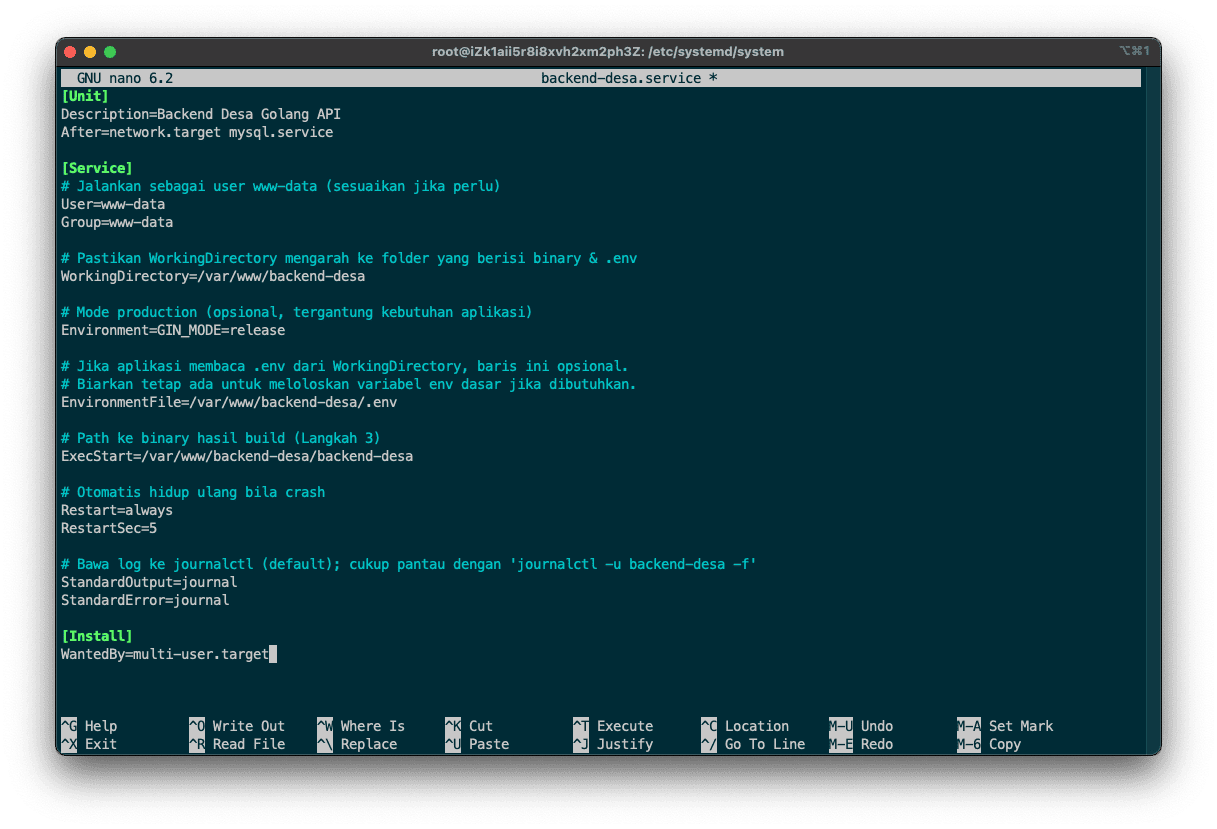 root@iZk1aii5r8i8xvh2xm2ph3Z: /etc/systemd/system ⌥⌘1
GNU nano 6.2 backend-desa.service *
[Unit]
Description=Backend Desa Golang API
After=network.target mysql.service
[Service]
# Jalankan sebagai user www-data (sesuaikan jika perlu)
User=www-data
Group=www-data
# Pastikan WorkingDirectory mengarah ke folder yang berisi binary & .env
WorkingDirectory=/var/www/backend-desa
# Mode production (opsional, tergantung kebutuhan aplikasi)
Environment=GIN_MODE=release
# Jika aplikasi membaca .env dari WorkingDirectory, baris ini opsional.
# Biarkan tetap ada untuk meloloskan variabel env dasar jika dibutuhkan.
EnvironmentFile=/var/www/backend-desa/.env
# Path ke binary hasil build (Langkah 3)
ExecStart=/var/www/backend-desa/backend-desa
# Otomatis hidup ulang bila crash
Restart=always
RestartSec=5
# Bawa log ke journalctl (default); cukup pantau dengan 'journalctl -u backend-desa -f'
StandardOutput=journal
StandardError=journal
[Install]
WantedBy=multi-user.target
^G Help ^O Write Out ^W Where Is ^K Cut ^T Execute ^C Location M-U Undo M-A Set Mark
^X Exit ^R Read File ^\ Replace ^U Paste ^J Justify ^/ Go To Line M-E Redo M-6 Copy